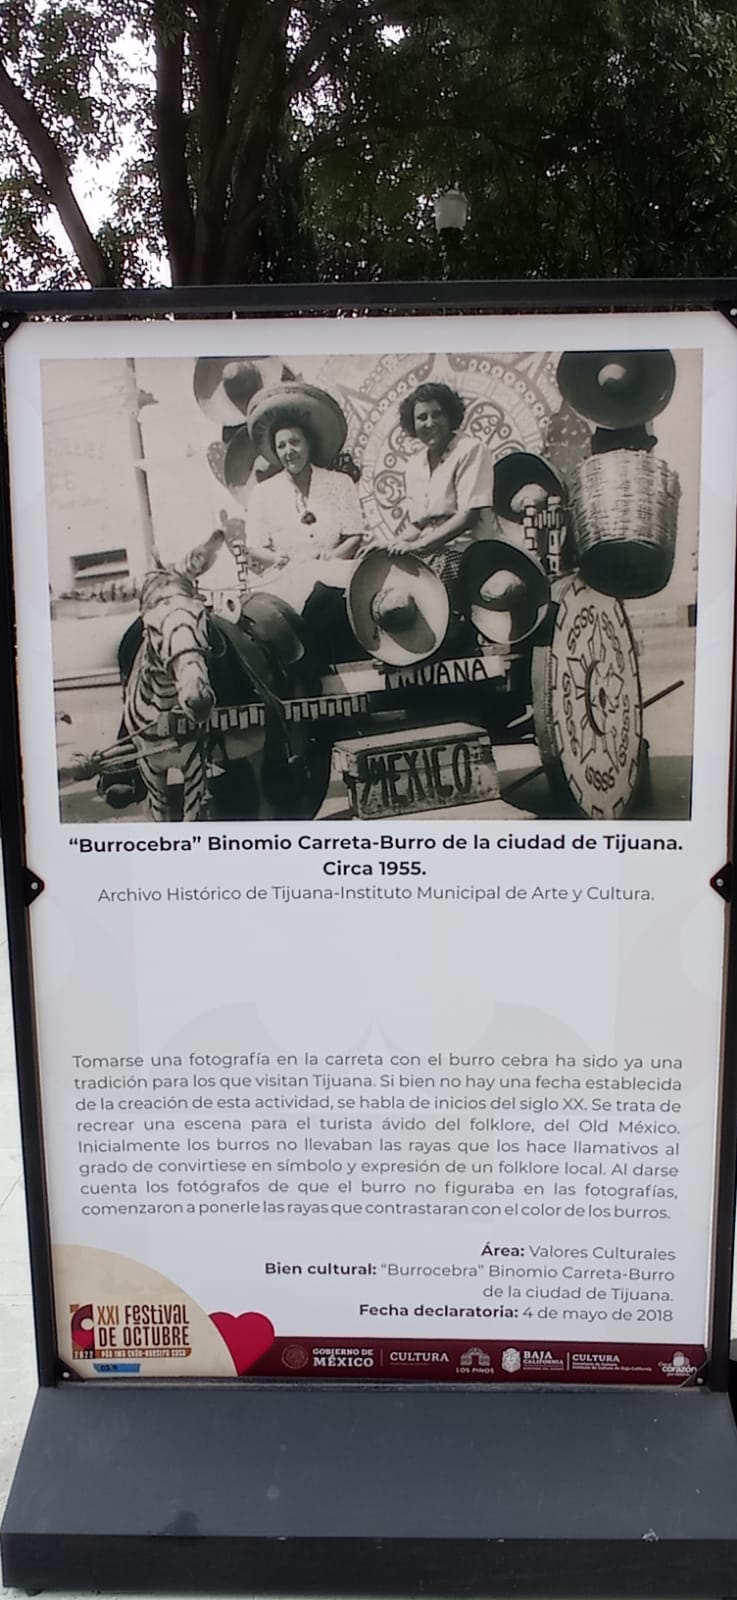 TIJUANA
MEXICO
“Burrocebra” Binomio Carreta-Burro de la ciudad de Tijuana.
Circa 1955.
Archivo Histórico de Tijuana-Instituto Municipal de Arte y Cultura.
Tomarse una fotografía en la carreta con el burro cebra ha sido ya una
tradición para los que visitan Tijuana. Si bien no hay una fecha establecida
de la creación de esta actividad, se habla de inicios del siglo XX. Se trata de
recrear una escena para el turista ávido del folklore, del Old México.
Inicialmente los burros no llevaban las rayas que los hace llamativos al
grado de convirtiese en símbolo y expresión de un folklore local. Al darse
cuenta los fotógrafos de que el burro no figuraba en las fotografías,
comenzaron a ponerle las rayas que contrastaran con el color de los burros.
Área: Valores Culturales
Bien cultural: “Burrocebra” Binomio Carreta-Burro
de la ciudad de Tijuana.
Fecha declaratoria: 4 de mayo de 2018
XXI FESTIVAL
DE OCTUBRE
2022
GOBIERNO DE
MÉXICO
CULTURA
LOS PINOS
BAJA
CALIFORNIA
CULTURA
corazón